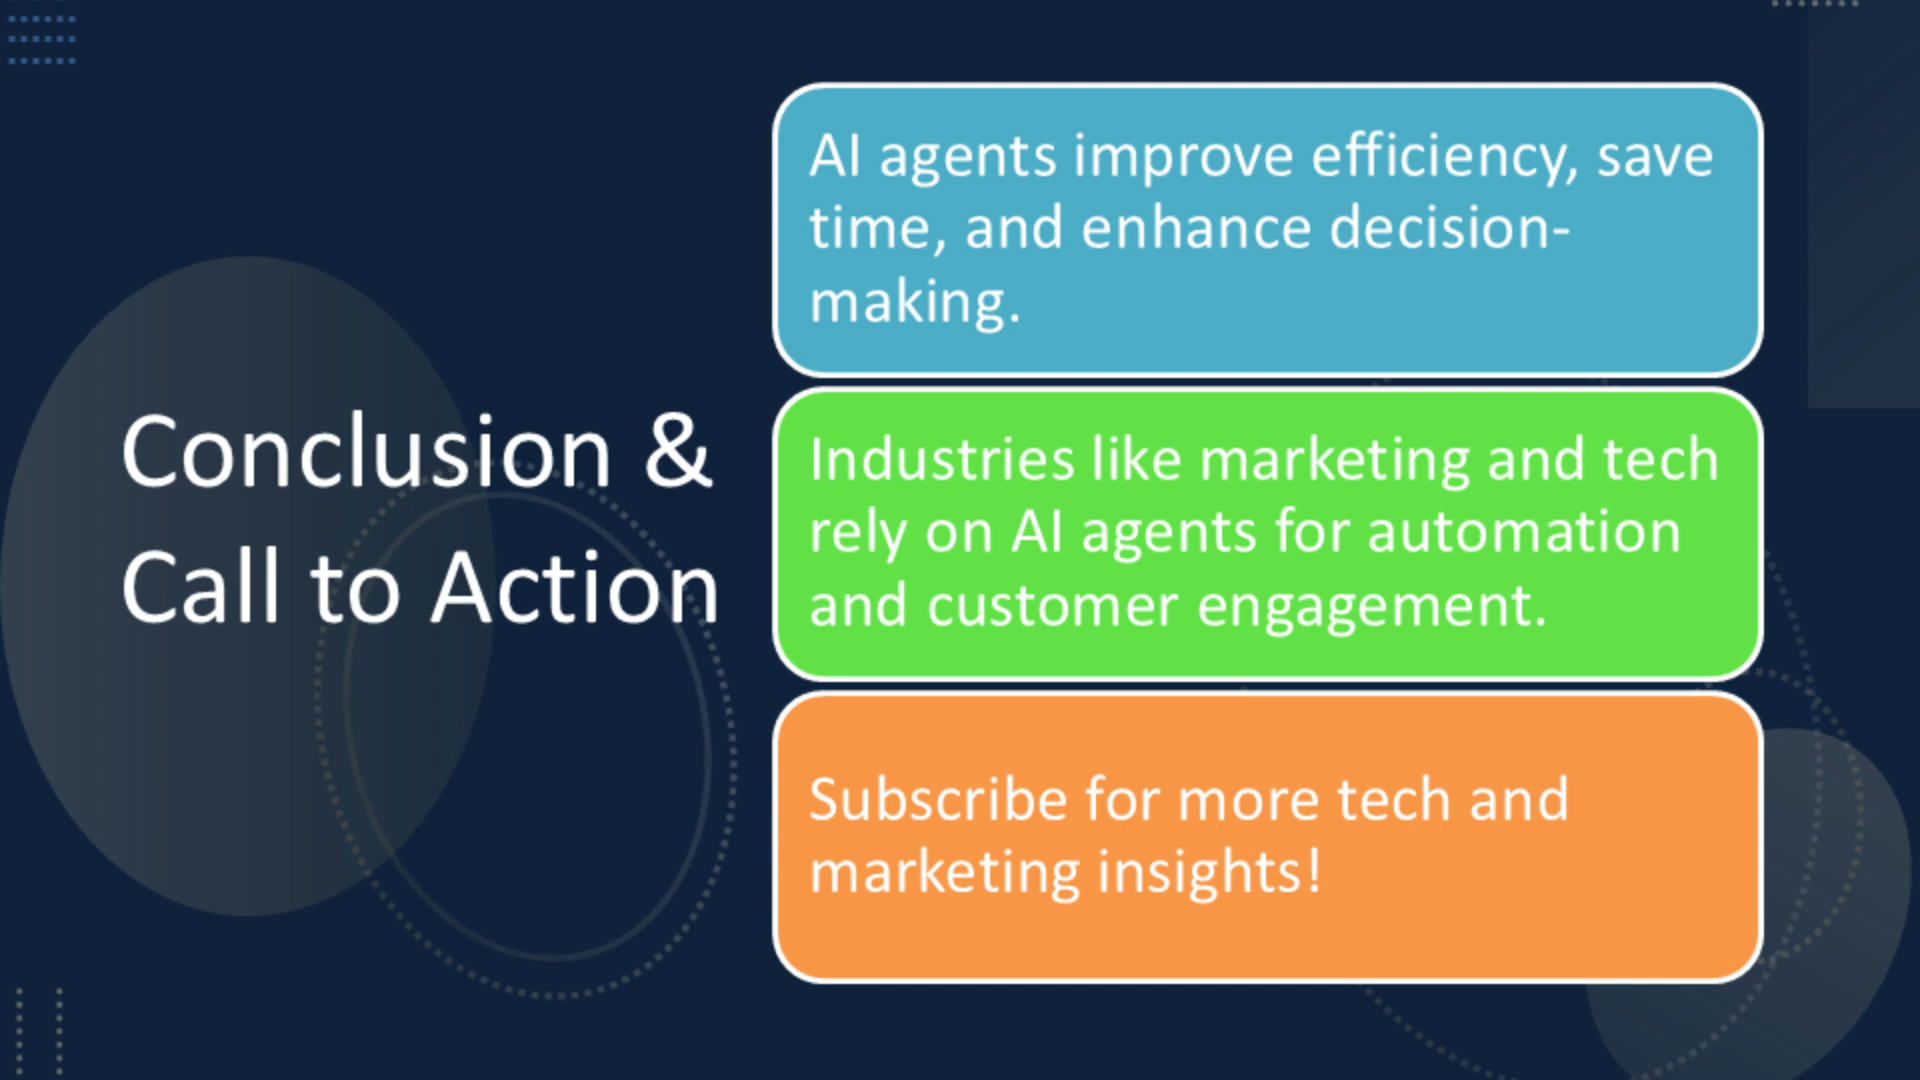 Conclusion &
Call to Action
AI agents improve efficiency, save
time, and enhance decision-
making.
Industries like marketing and tech
rely on AI agents for automation
and customer engagement.
Subscribe for more tech and
marketing insights!